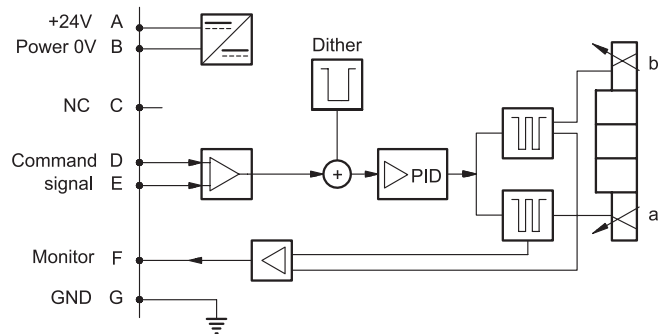 +24V A
Power 0V B
Dither
b
NC C
Command D
signal E
+
PID
a
Monitor F
GND G